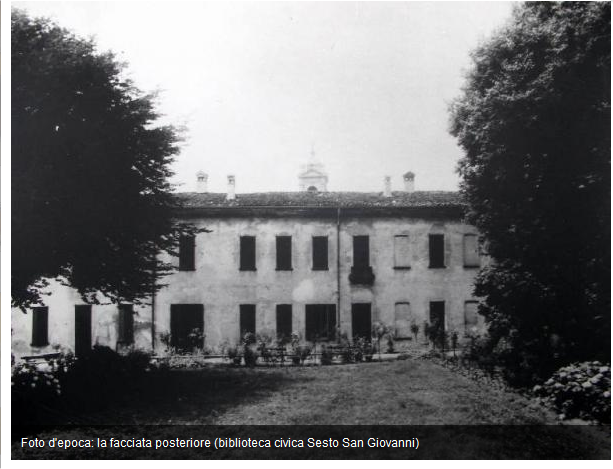 Foto d'epoca: la facciata posteriore (biblioteca civica Sesto San Giovanni)